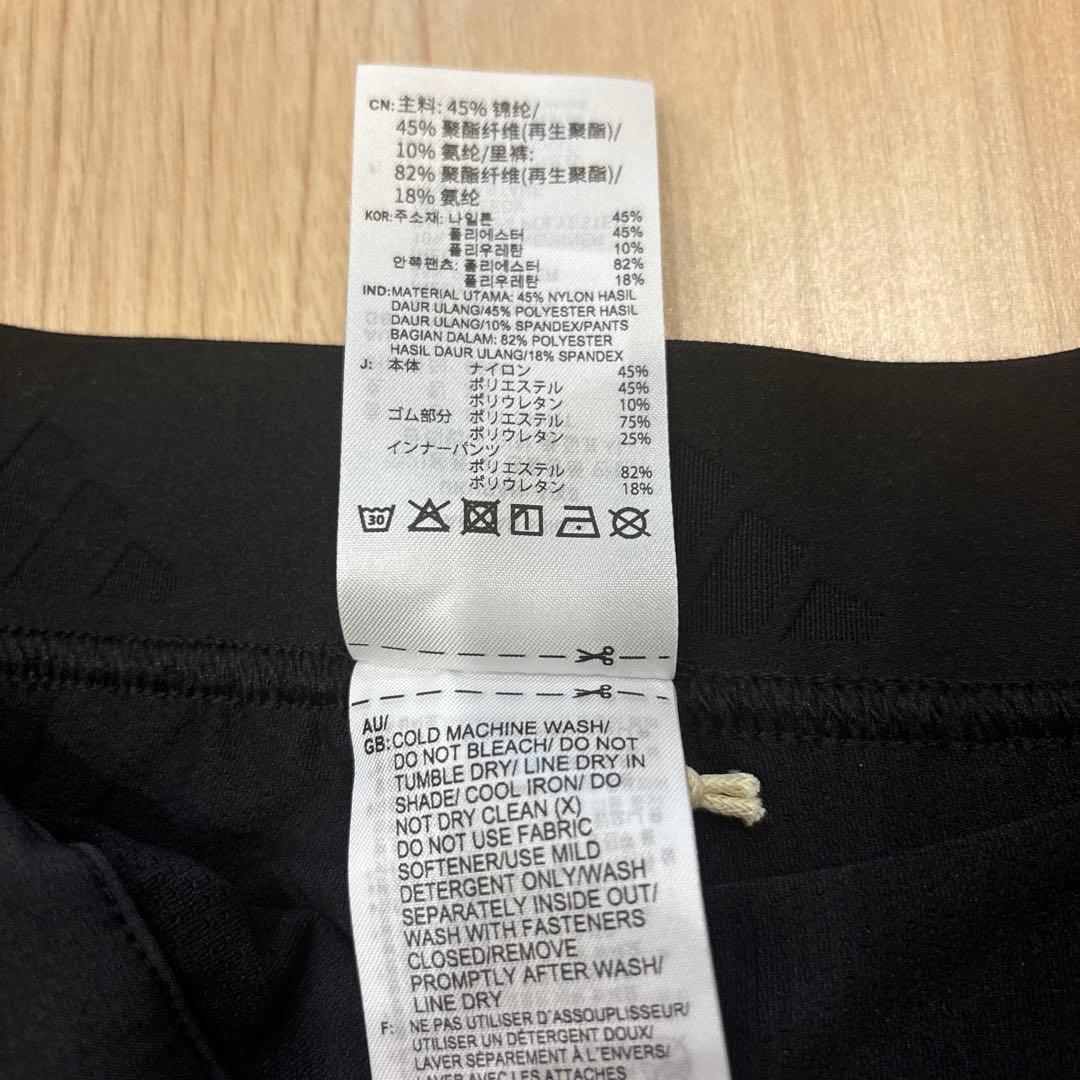 CN:主料: 45% 锦纶/
45% 聚酯纤维(再生聚酯)/
10% 氨纶/里裤:
82% 聚酯纤维(再生聚酯)/
18% 氨纶
KOR:주소재: 나일론 45%
폴리에스터 45%
폴리우레탄 10%
안쪽팬츠: 폴리에스터 82%
폴리우레탄 18%
IND:MATERIAL UTAMA: 45% NYLON HASIL
DAUR ULANG/45% POLYESTER HASIL
DAUR ULANG/10% SPANDEX/PANTS
BAGIAN DALAM: 82% POLYESTER
HASIL DAUR ULANG/18% SPANDEX
J: 本体 ナイロン 45%
ポリエステル 45%
ポリウレタン 10%
ゴム部分 ポリエステル 75%
ポリウレタン 25%
インナーパンツ
ポリエステル 82%
ポリウレタン 18%
30
AU/
GB:COLD MACHINE WASH/
DO NOT BLEACH/ DO NOT
TUMBLE DRY/ LINE DRY IN
SHADE/ COOL IRON/ DO
NOT DRY CLEAN (X)
DO NOT USE FABRIC
SOFTENER/USE MILD
DETERGENT ONLY/WASH
SEPARATELY INSIDE OUT/
WASH WITH FASTENERS
CLOSED/REMOVE
PROMPTLY AFTER WASH/
LINE DRY
F: NE PAS UTILISER D'ASSOUPLISSEUR/
UTILISER UN DÉTERGENT DOUX/
LAVER SÉPAREMENT À L'ENVERS/
LAVER AVEC LES ATTACHES